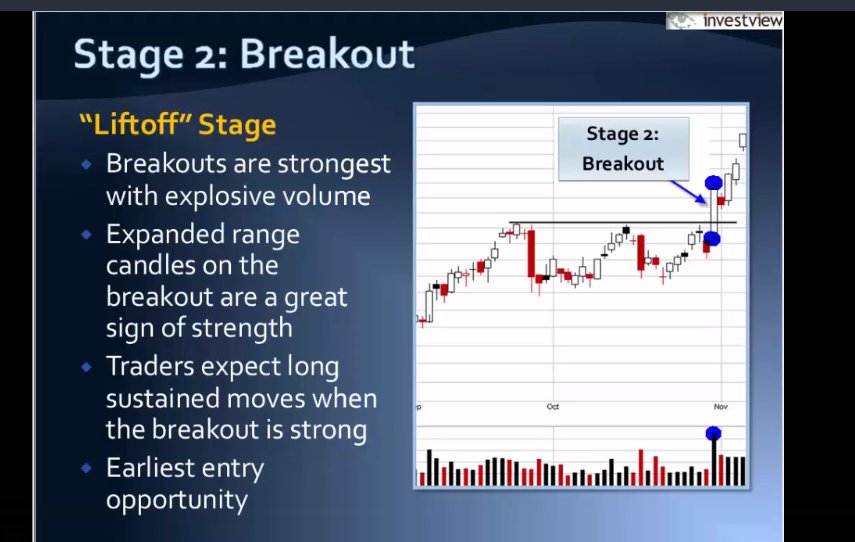 investview
Stage 2: Breakout
“Liftoff” Stage
Breakouts are strongest
with explosive volume
Expanded range
candles on the
breakout are a great
sign of strength
Traders expect long
sustained moves when
the breakout is strong
Earliest entry
opportunity
Stage 2:
Breakout
Oct
Nov